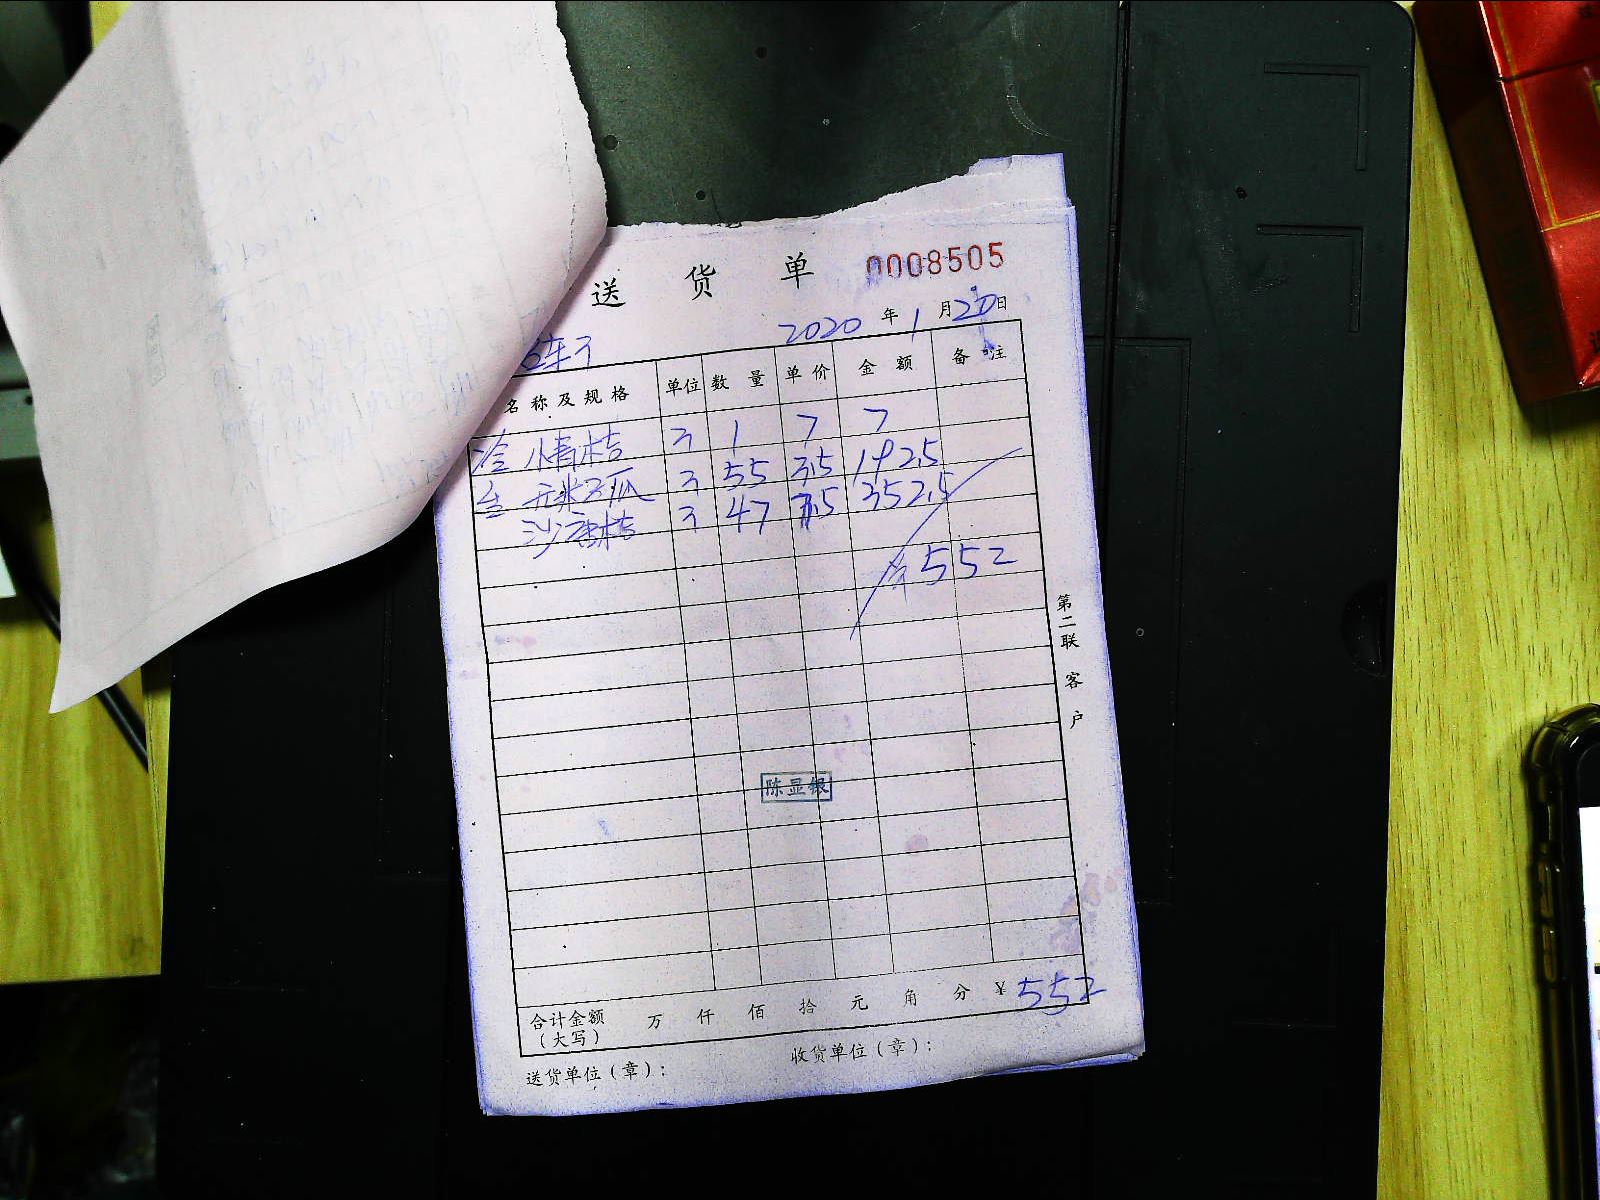 送货单 0008505
2020 年 1 月 20 日
名称及规格 单位 数量 单价 金额 备注
1 7 7
55 3.5 192.5
沙唐桔 47 7.5 352.5
552
第二联 客户
陈显银
合计金额（大写） 万 仟 佰 拾 元 角 分 ￥552
送货单位（章）： 收货单位（章）：